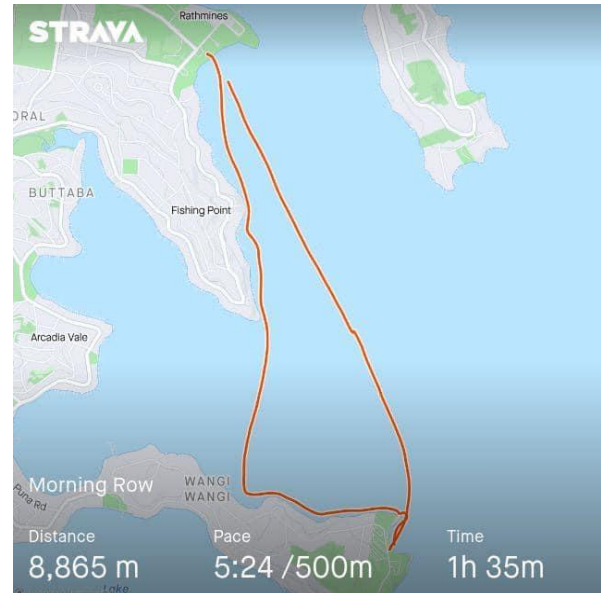 Rathmines
STRAVA
ORAL
BUTTABA
Fishing Point
Arcadia Vale
Morning Row
WANGI
WANGI
Puna Rd
Distance
Pace
Time
8,865 m
5:24 /500m
1h 35m
Lake